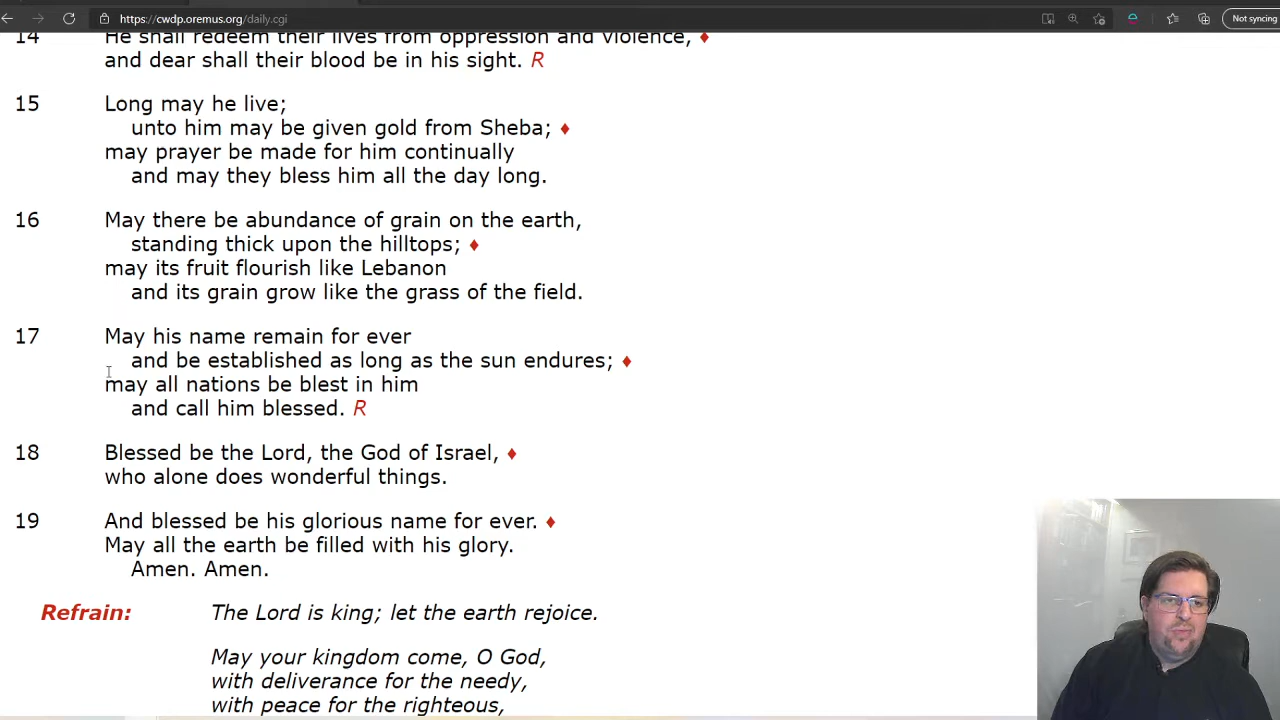 https://cwdp.oremus.org/daily.cgi
Not syncing
14 He shall redeem their lives from oppression and violence, ♦
and dear shall their blood be in his sight. R
15 Long may he live;
unto him may be given gold from Sheba; ♦
may prayer be made for him continually
and may they bless him all the day long.
16 May there be abundance of grain on the earth,
standing thick upon the hilltops; ♦
may its fruit flourish like Lebanon
and its grain grow like the grass of the field.
17 May his name remain for ever
and be established as long as the sun endures; ♦
may all nations be blest in him
and call him blessed. R
18 Blessed be the Lord, the God of Israel, ♦
who alone does wonderful things.
19 And blessed be his glorious name for ever. ♦
May all the earth be filled with his glory.
Amen. Amen.
Refrain: The Lord is king; let the earth rejoice.
May your kingdom come, O God,
with deliverance for the needy,
with peace for the righteous,